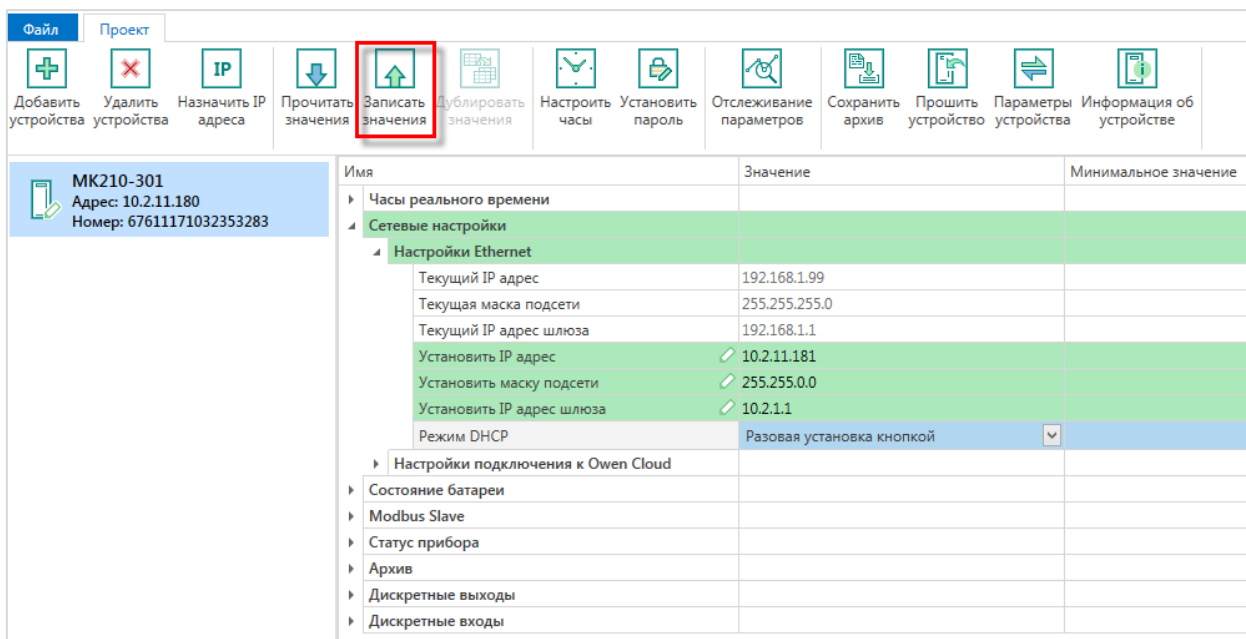 Файл Проект
Добавить устройства
Удалить устройства
Назначить IP адреса
Прочитать значения
Записать значения
Дублировать значения
Настроить часы
Установить пароль
Отслеживание параметров
Сохранить архив
Прошить устройство
Параметры устройства
Информация об устройстве
МК210-301
Адрес: 10.2.11.180
Номер: 67611171032353283
Имя Значение Минимальное значение
Часы реального времени
Сетевые настройки
Настройки Ethernet
Текущий IP адрес 192.168.1.99
Текущая маска подсети 255.255.255.0
Текущий IP адрес шлюза 192.168.1.1
Установить IP адрес 10.2.11.181
Установить маску подсети 255.255.0.0
Установить IP адрес шлюза 10.2.1.1
Режим DHCP Разовая установка кнопкой
Настройки подключения к Owen Cloud
Состояние батареи
Modbus Slave
Статус прибора
Архив
Дискретные выходы
Дискретные входы